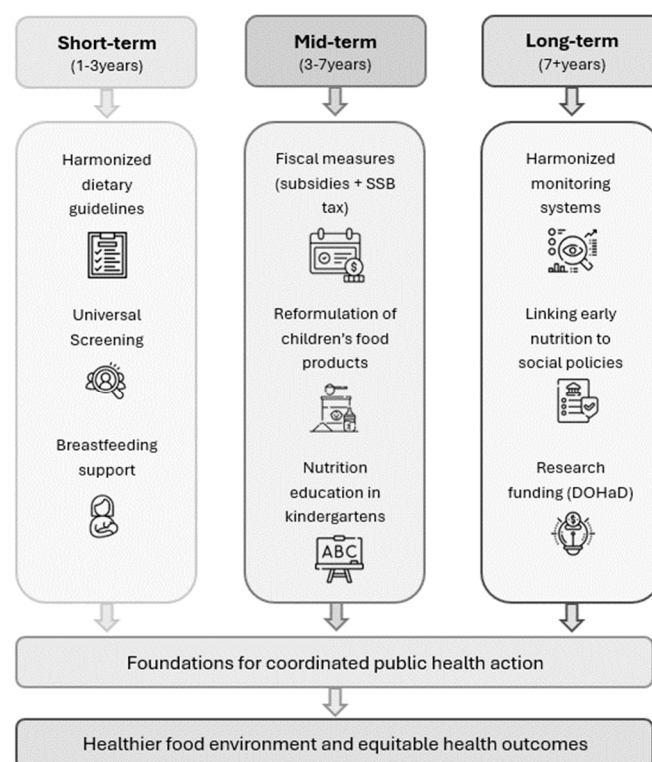 Short-term
(1-3years)
Harmonized
dietary
guidelines
Universal
Screening
Breastfeeding
support
Mid-term
(3-7years)
Fiscal measures
(subsidies + SSB
tax)
Reformulation of
children's food
products
Nutrition
education in
kindergartens
ABC
Long-term
(7+years)
Harmonized
monitoring
systems
Linking early
nutrition to
social policies
Research
funding (DOHaD)
Foundations for coordinated public health action
Healthier food environment and equitable health outcomes